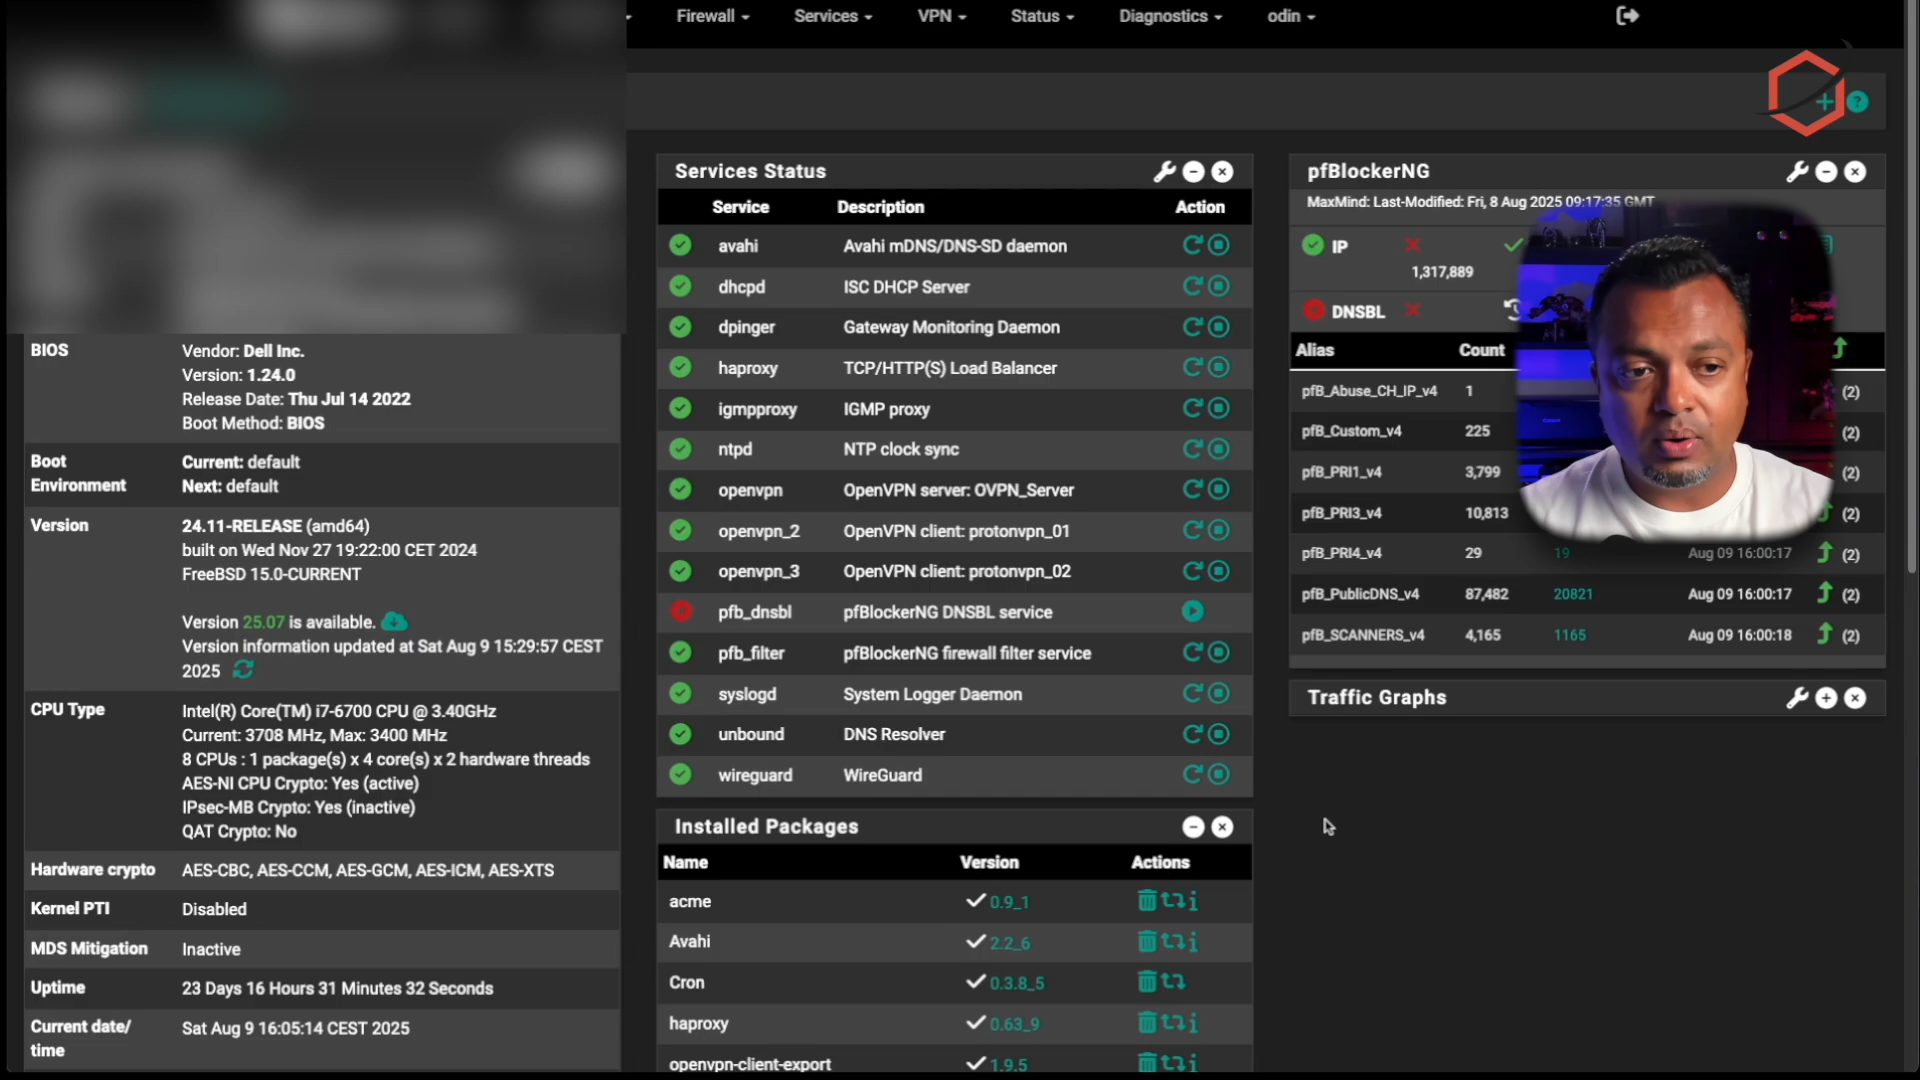 Firewall
Services
VPN
Status
Diagnostics
odin
BIOS
Vendor: Dell Inc.
Version: 1.24.0
Release Date: Thu Jul 14 2022
Boot Method: BIOS
Boot
Environment
Current: default
Next: default
Version
24.11-RELEASE (amd64)
built on Wed Nov 27 19:22:00 CET 2024
FreeBSD 15.0-CURRENT
Version 25.07 is available.
Version information updated at Sat Aug 9 15:29:57 CEST
2025
CPU Type
Intel(R) Core(TM) i7-6700 CPU @ 3.40GHz
Current: 3708 MHz, Max: 3400 MHz
8 CPUs : 1 package(s) x 4 core(s) x 2 hardware threads
AES-NI CPU Crypto: Yes (active)
IPsec-MB Crypto: Yes (inactive)
QAT Crypto: No
Hardware crypto
AES-CBC, AES-CCM, AES-GCM, AES-ICM, AES-XTS
Kernel PTI
Disabled
MDS Mitigation
Inactive
Uptime
23 Days 16 Hours 31 Minutes 32 Seconds
Current date/
time
Sat Aug 9 16:05:14 CEST 2025
Services Status
Service Description Action
avahi Avahi mDNS/DNS-SD daemon
dhcpd ISC DHCP Server
dpinger Gateway Monitoring Daemon
haproxy TCP/HTTP(S) Load Balancer
igmpproxy IGMP proxy
ntpd NTP clock sync
openvpn OpenVPN server: OVPN_Server
openvpn_2 OpenVPN client: protonvpn_01
openvpn_3 OpenVPN client: protonvpn_02
pfb_dnsbl pfBlockerNG DNSBL service
pfb_filter pfBlockerNG firewall filter service
syslogd System Logger Daemon
unbound DNS Resolver
wireguard WireGuard
Installed Packages
Name Version Actions
acme 0.9_1
Avahi 2.2_6
Cron 0.3.8_5
haproxy 0.63_9
openvpn-client-export 1.9.5
pfBlockerNG
MaxMind: Last-Modified: Fri, 8 Aug 2025 09:17:35 GMT
IP
1,317,889
DNSBL
Alias Count
pfB_Abuse_CH_IP_v4 1 (2)
pfB_Custom_v4 225 (2)
pfB_PRI1_v4 3,799 (2)
pfB_PRI3_v4 10,813 (2)
pfB_PRI4_v4 29 19 Aug 09 16:00:17 (2)
pfB_PublicDNS_v4 87,482 20821 Aug 09 16:00:17 (2)
pfB_SCANNERS_v4 4,165 1165 Aug 09 16:00:18 (2)
Traffic Graphs